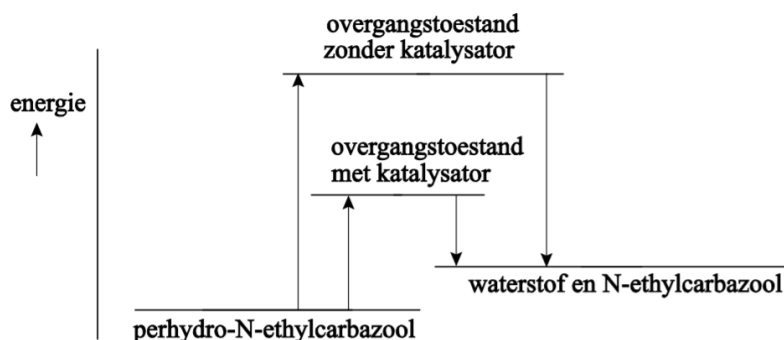 overgangstoestand
zonder katalysator
energie
overgangstoestand
met katalysator
waterstof en N-ethylcarbazool
perhydro-N-ethylcarbazool